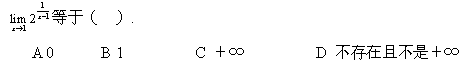 lim x→1 2^{1/(x-1)} 等于（ ）.
A 0 B 1 C +∞ D 不存在且不是+∞